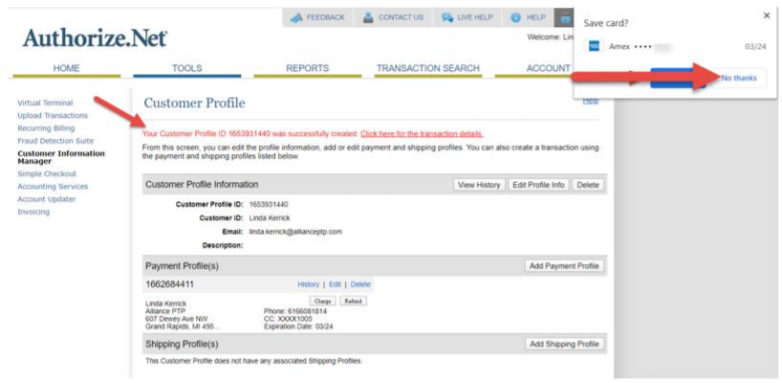 FEEDBACK CONTACT US LIVE HELP HELP
Authorize.Net
Welcome: Lin
Save card?
Amex •••• 03/24
No thanks
HOME TOOLS REPORTS TRANSACTION SEARCH ACCOUNT
Help
Virtual Terminal
Upload Transactions
Recurring Billing
Fraud Detection Suite
Customer Information
Manager
Simple Checkout
Accounting Services
Account Updater
Invoicing
Customer Profile
Your Customer Profile ID 1653931440 was successfully created. Click here for the transaction details.
From this screen, you can edit the profile information, add or edit payment and shipping profiles. You can also create a transaction using
the payment and shipping profiles listed below.
Customer Profile Information View History Edit Profile Info Delete
Customer Profile ID: 1653931440
Customer ID: Linda Kerrick
Email: linda.kerrick@allianceptp.com
Description:
Payment Profile(s) Add Payment Profile
1662684411 History | Edit | Delete
Charge Refund
Linda Kerrick
Alliance PTP Phone: 6166081814
607 Dewey Ave NW CC: XXXX1005
Grand Rapids, MI 495... Expiration Date: 03/24
Shipping Profile(s) Add Shipping Profile
This Customer Profile does not have any associated Shipping Profiles.